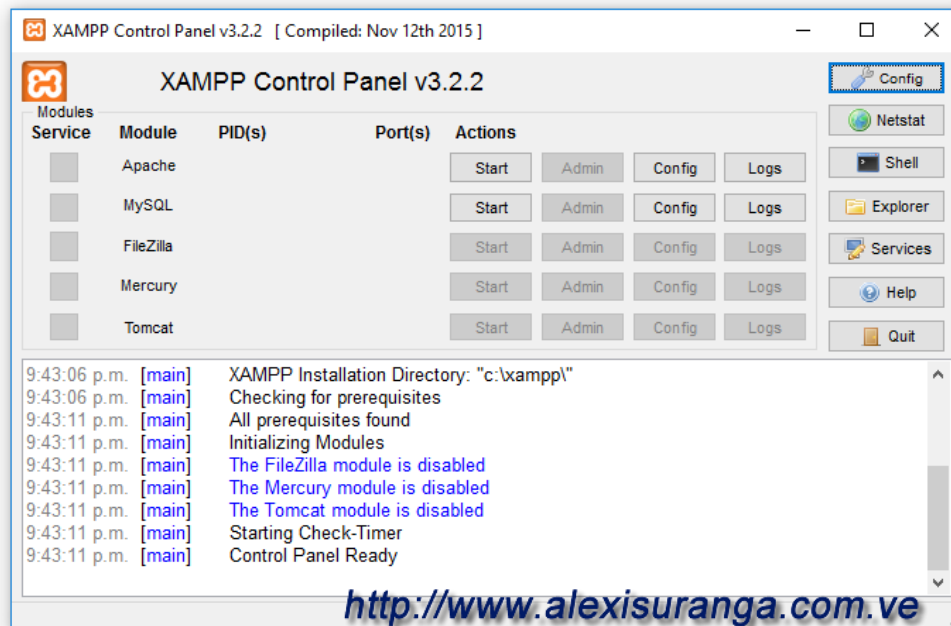 XAMPP Control Panel v3.2.2 [ Compiled: Nov 12th 2015 ]
XAMPP Control Panel v3.2.2
Config
Modules
Netstat
Service Module PID(s) Port(s) Actions
Apache Start Admin Config Logs
Shell
MySQL Start Admin Config Logs
Explorer
FileZilla Start Admin Config Logs
Services
Mercury Start Admin Config Logs
Help
Tomcat Start Admin Config Logs
Quit
9:43:06 p.m. [main] XAMPP Installation Directory: "c:\xampp\"
9:43:06 p.m. [main] Checking for prerequisites
9:43:11 p.m. [main] All prerequisites found
9:43:11 p.m. [main] Initializing Modules
9:43:11 p.m. [main] The FileZilla module is disabled
9:43:11 p.m. [main] The Mercury module is disabled
9:43:11 p.m. [main] The Tomcat module is disabled
9:43:11 p.m. [main] Starting Check-Timer
9:43:11 p.m. [main] Control Panel Ready
http://www.alexisuranga.com.ve